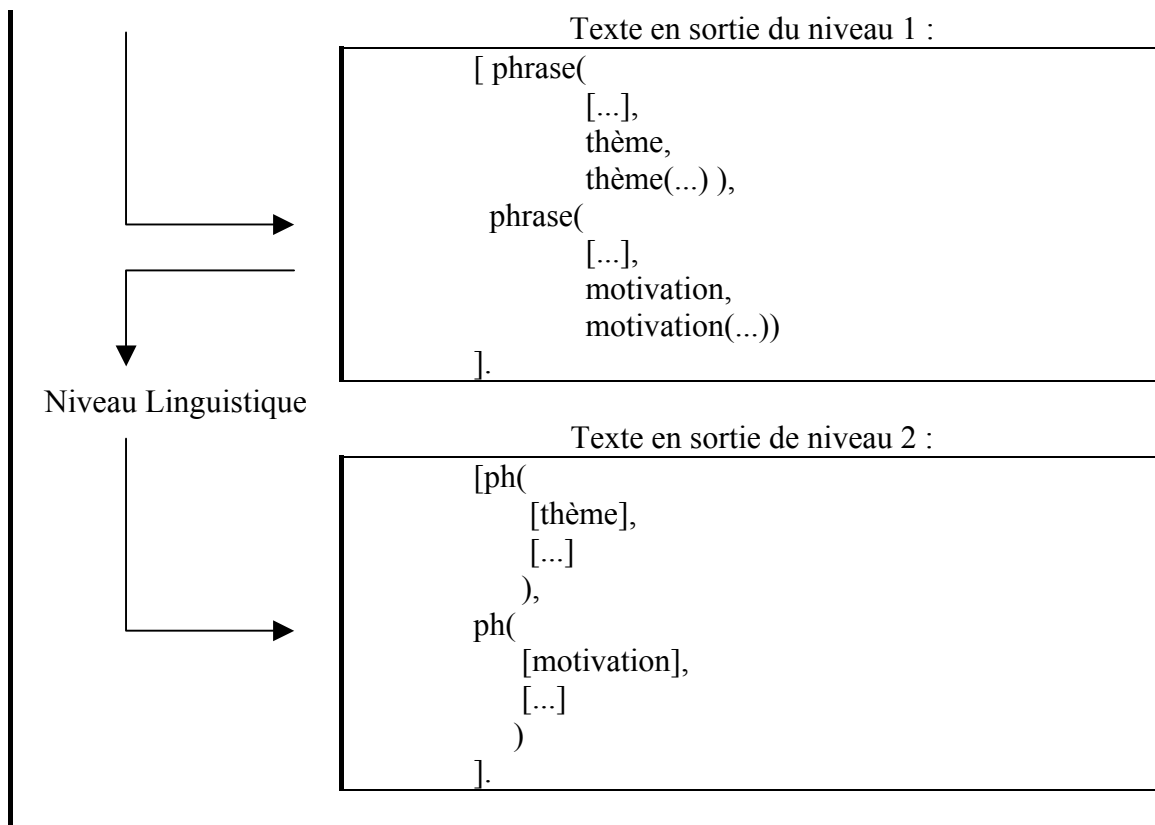 Texte en sortie du niveau 1 :
[ phrase(
[...],
thème,
thème(...) ),
phrase(
[...],
motivation,
motivation(...))
].
Niveau Linguistique
Texte en sortie de niveau 2 :
[ph(
[thème],
[...]
),
ph(
[motivation],
[...]
)
].